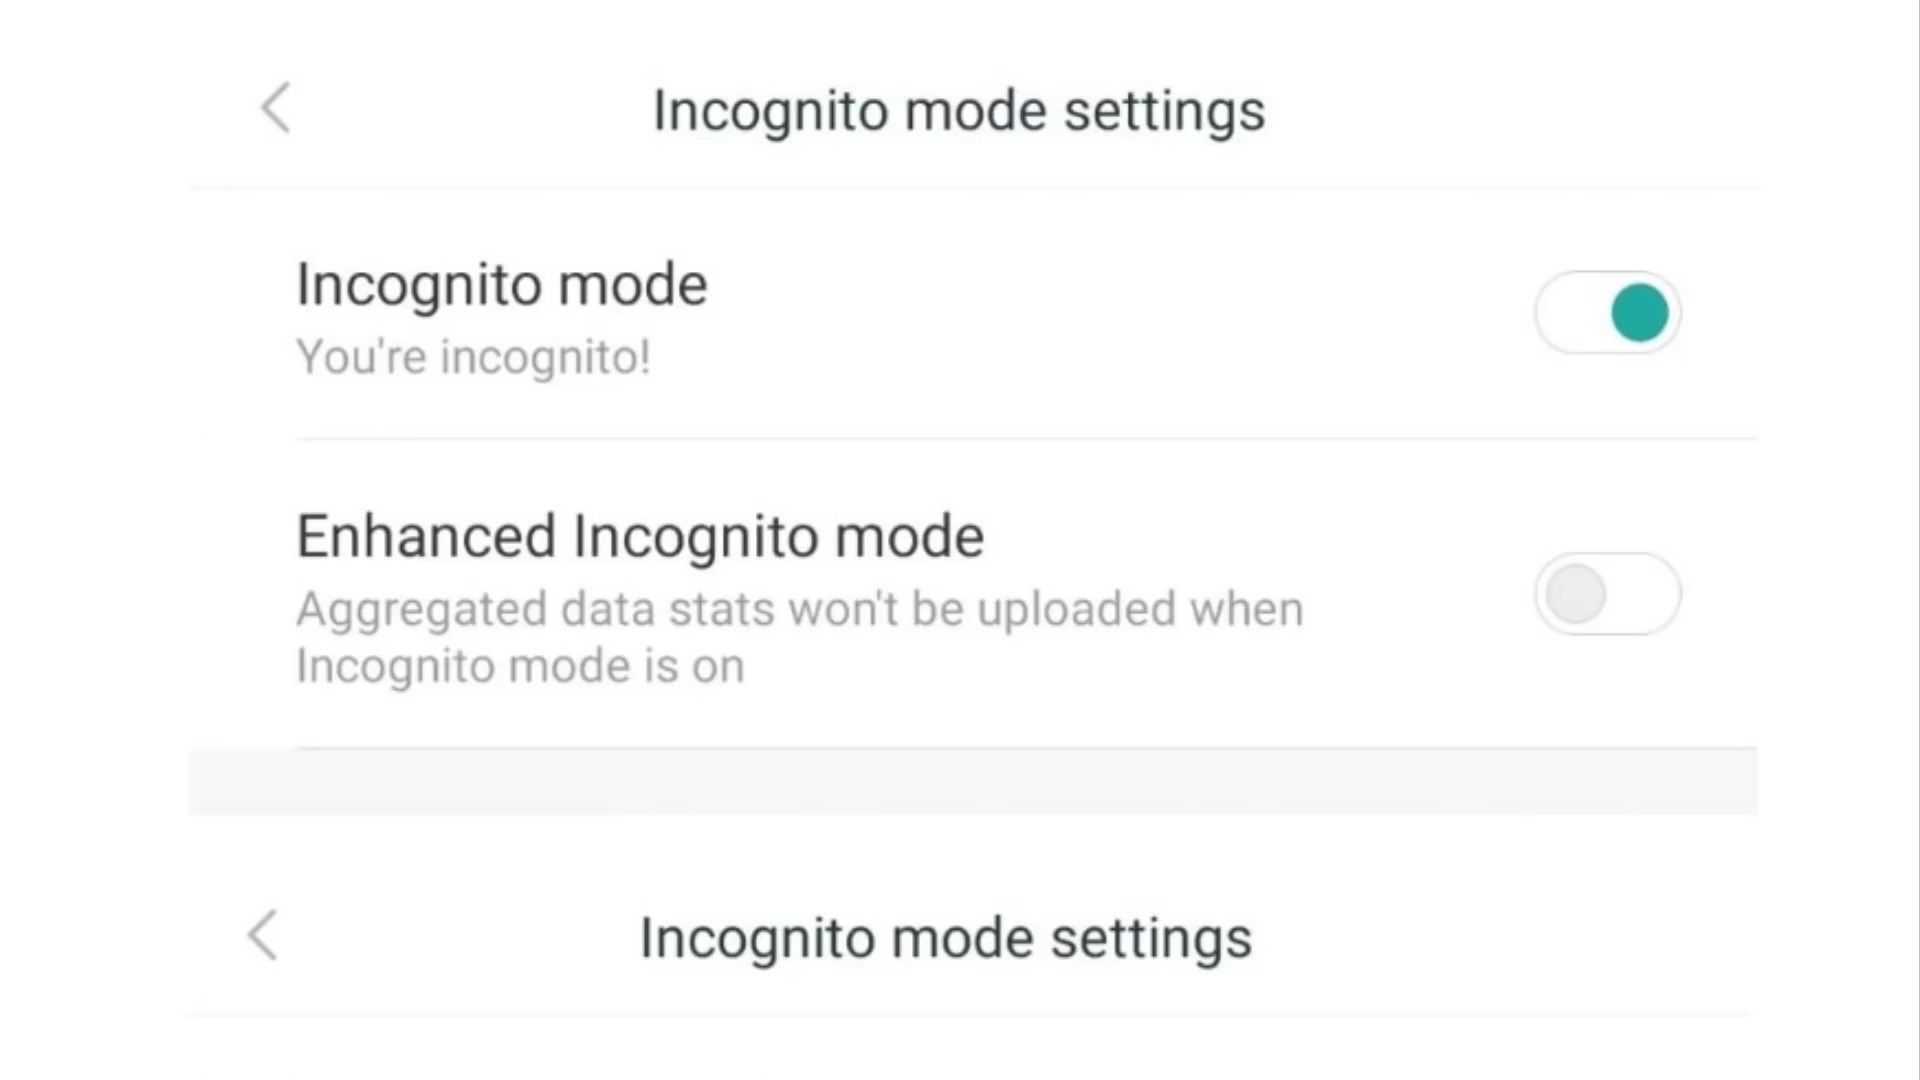 Incognito mode settings
Incognito mode
You're incognito!
Enhanced Incognito mode
Aggregated data stats won't be uploaded when
Incognito mode is on
Incognito mode settings